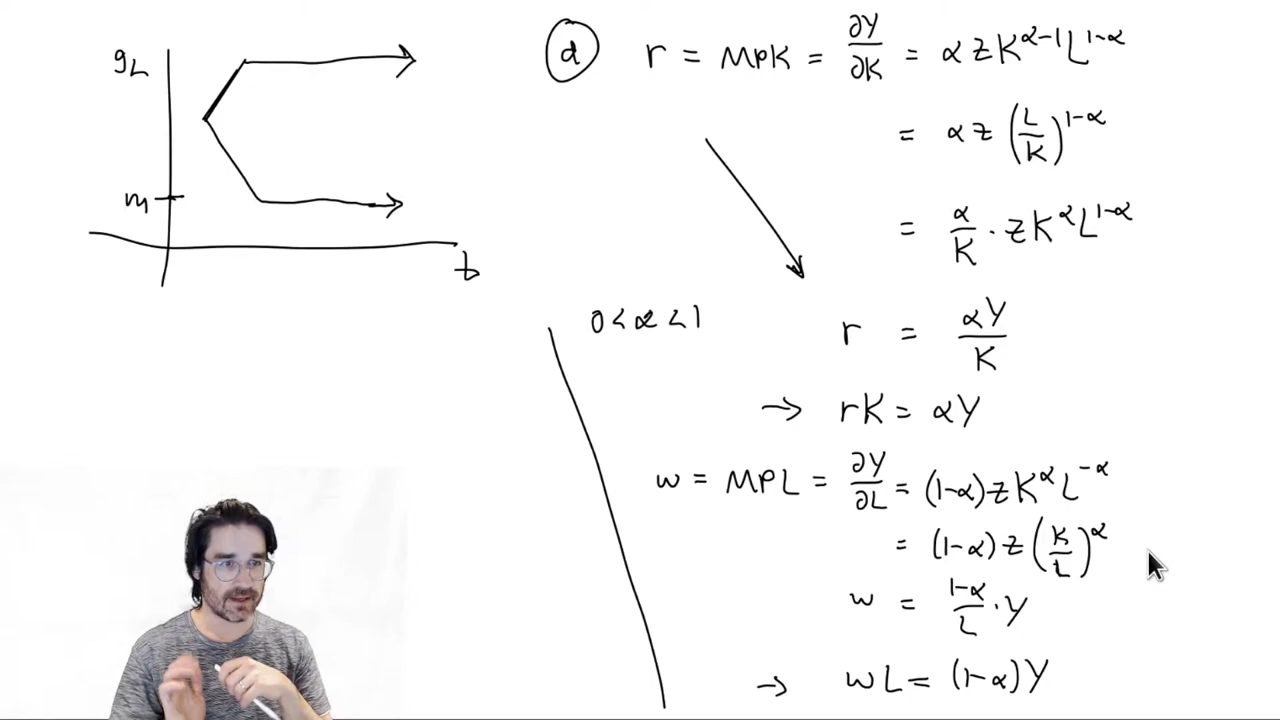 g_L
m
t
ⓓ r = MPK = ∂Y/∂K = αzK^{α-1}L^{1-α}
= αz(L/K)^{1-α}
= α/K · zK^αL^{1-α}
0<α<1
r = αY/K
→ rK = αY
w = MPL = ∂Y/∂L = (1-α)zK^αL^{-α}
= (1-α)z(K/L)^α
w = 1-α/L · Y
→ wL = (1-α)Y